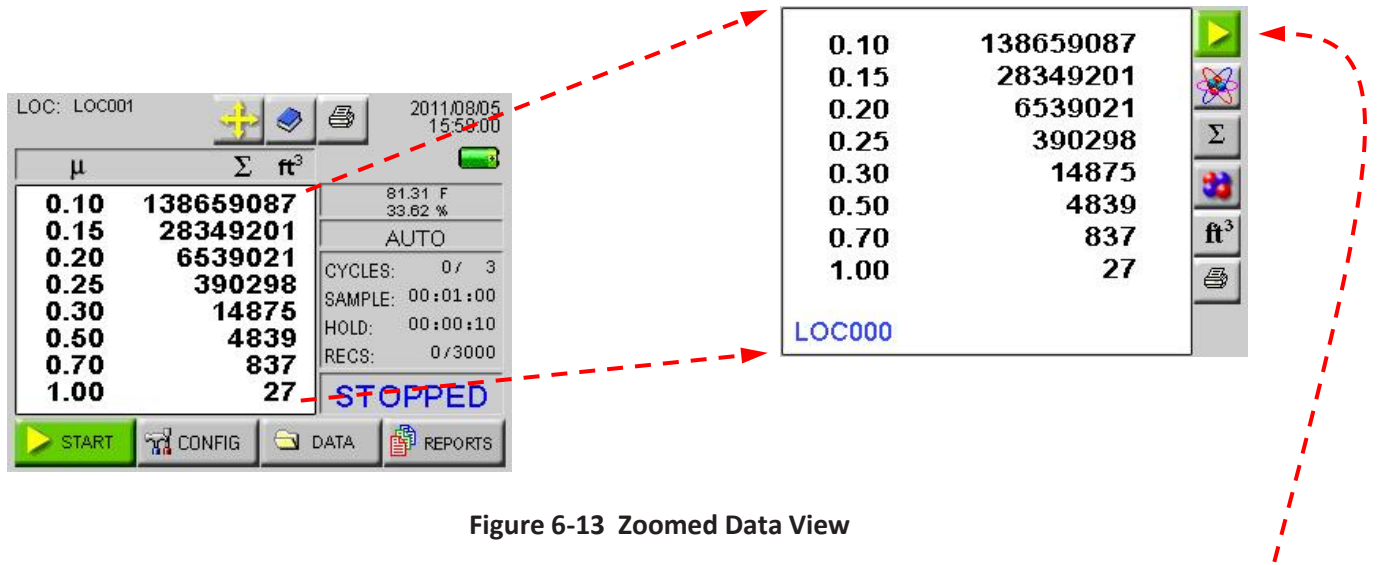 LOC: LOC001
2011/08/05
15:58:00
µ Σ ft³
0.10 138659087
0.15 28349201
0.20 6539021
0.25 390298
0.30 14875
0.50 4839
0.70 837
1.00 27
81.31 F
33.62 %
AUTO
CYCLES: 0/ 3
SAMPLE: 00:01:00
HOLD: 00:00:10
RECS: 0/3000
STOPPED
START CONFIG DATA REPORTS
0.10 138659087
0.15 28349201
0.20 6539021
0.25 390298
0.30 14875
0.50 4839
0.70 837
1.00 27
LOC000
Σ
ft³
Figure 6-13 Zoomed Data View